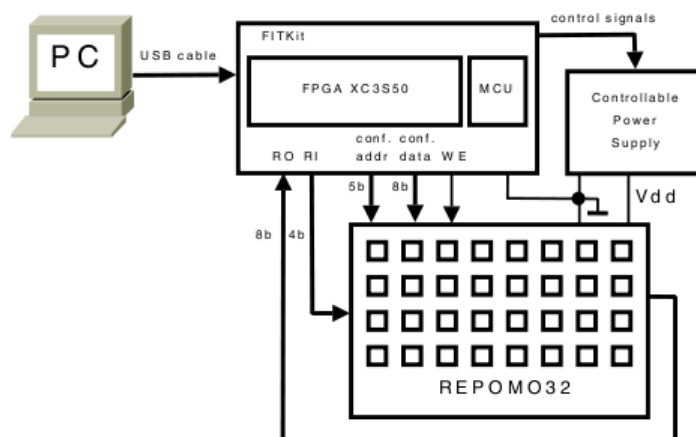 control signals
FITKit
PC
USB cable
FPGA XC3S50
MCU
Controllable
Power
Supply
conf. conf.
RO RI addr data WE
5b 8b
Vdd
8b 4b
REPOMO32